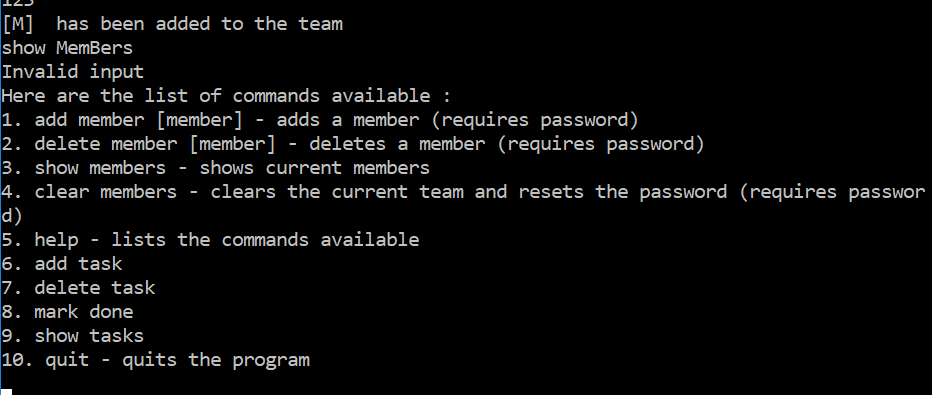 123
[M]  has been added to the team
show MemBers
Invalid input
Here are the list of commands available :
1. add member [member] - adds a member (requires password)
2. delete member [member] - deletes a member (requires password)
3. show members - shows current members
4. clear members - clears the current team and resets the password (requires passwor
d)
5. help - lists the commands available
6. add task
7. delete task
8. mark done
9. show tasks
10. quit - quits the program